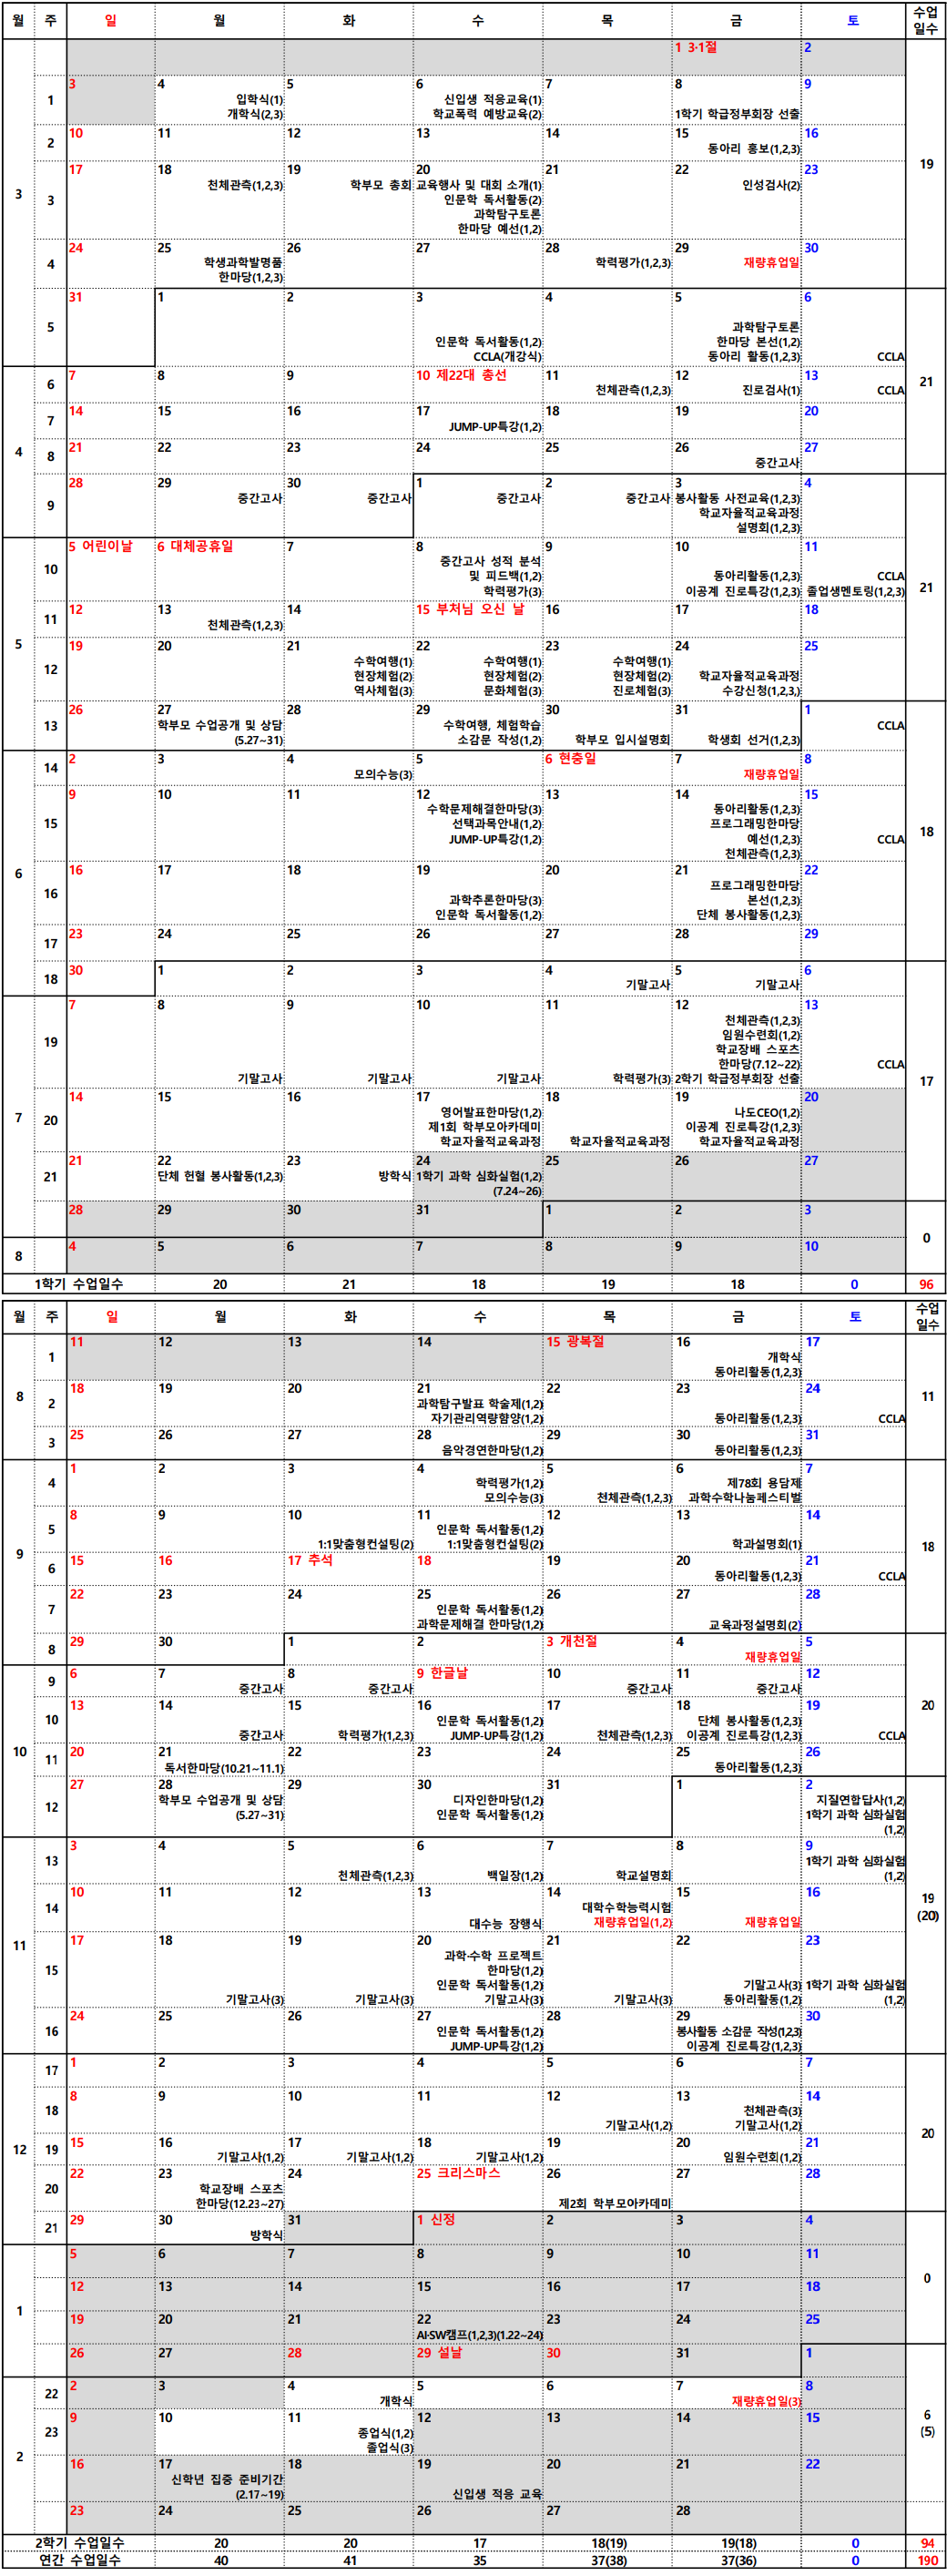 월 주 일 월 화 수 목 금 토 수업
일수
1 3·1절 2
3 1 3 4 5 6 7 8 9 19
입학식(1) 신입생 적응교육(1)
개학식(2,3) 학교폭력 예방교육(2) 1학기 학급정부회장 선출
2 10 11 12 13 14 15 16
동아리 홍보(1,2,3)
3 17 18 19 20 21 22 23
천체관측(1,2,3) 학부모 총회 교육행사 및 대회 소개(1) 인성검사(2)
인문학 독서활동(2)
과학탐구토론
한마당 예선(1,2)
4 24 25 26 27 28 29 30
학생과학발명품 학력평가(1,2,3) 재량휴업일
한마당(1,2,3)
5 31 1 2 3 4 5 6
과학탐구토론
인문학 독서활동(1,2) 한마당 본선(1,2)
CCLA(개강식) 동아리 활동(1,2,3) CCLA
4 6 7 8 9 10 제22대 총선 11 12 13 21
천체관측(1,2,3) 진로검사(1) CCLA
7 14 15 16 17 18 19 20
JUMP-UP특강(1,2)
8 21 22 23 24 25 26 27
중간고사
9 28 29 30 1 2 3 4
중간고사 중간고사 중간고사 중간고사 봉사활동 사전교육(1,2,3)
학교자율적교육과정
설명회(1,2,3)
5 10 5 어린이날 6 대체공휴일 7 8 9 10 11 21
중간고사 성적 분석
및 피드백(1,2) 동아리활동(1,2,3) CCLA
학력평가(3) 이공계 진로특강(1,2,3) 졸업생멘토링(1,2,3)
11 12 13 14 15 부처님 오신 날 16 17 18
천체관측(1,2,3)
12 19 20 21 22 23 24 25
수학여행(1) 수학여행(1) 수학여행(1)
현장체험(2) 현장체험(2) 현장체험(2) 학교자율적교육과정
역사체험(3) 문화체험(3) 진로체험(3) 수강신청(1,2,3,)
13 26 27 28 29 30 31 1
학부모 수업공개 및 상담 수학여행, 체험학습 CCLA
(5.27~31) 소감문 작성(1,2) 학부모 입시설명회 학생회 선거(1,2,3)
6 14 2 3 4 5 6 현충일 7 8 18
모의수능(3) 재량휴업일
15 9 10 11 12 13 14 15
수학문제해결한마당(3) 동아리활동(1,2,3)
선택과목안내(1,2) 프로그래밍한마당
JUMP-UP특강(1,2) 예선(1,2,3) CCLA
천체관측(1,2,3)
16 16 17 18 19 20 21 22
프로그래밍한마당
과학추론한마당(3) 본선(1,2,3)
인문학 독서활동(1,2) 단체 봉사활동(1,2,3)
17 23 24 25 26 27 28 29
18 30 1 2 3 4 5 6
기말고사 기말고사
7 19 7 8 9 10 11 12 13 17
천체관측(1,2,3)
임원수련회(1,2)
학교장배 스포츠
한마당(7.12~22) CCLA
기말고사 기말고사 기말고사 학력평가(3) 2학기 학급정부회장 선출
20 14 15 16 17 18 19 20
영어발표한마당(1,2) 나도CEO(1,2)
제1회 학부모아카데미 이공계 진로특강(1,2,3)
학교자율적교육과정 학교자율적교육과정 학교자율적교육과정
21 21 22 23 24 25 26 27
단체 헌혈 봉사활동(1,2,3) 방학식 1학기 과학 심화실험(1,2)
(7.24~26)
28 29 30 31 1 2 3 0
8 4 5 6 7 8 9 10
1학기 수업일수 20 21 18 19 18 0 96
월 주 일 월 화 수 목 금 토 수업
일수
8 1 11 12 13 14 15 광복절 16 17 11
개학식
동아리활동(1,2,3)
2 18 19 20 21 22 23 24
과학탐구발표 학술제(1,2)
자기관리역량함양(1,2) 동아리활동(1,2,3) CCLA
3 25 26 27 28 29 30 31
음악경연한마당(1,2) 동아리활동(1,2,3)
9 4 1 2 3 4 5 6 7 18
학력평가(1,2) 제78회 용담제
모의수능(3) 천체관측(1,2,3) 과학수학나눔페스티벌
5 8 9 10 11 12 13 14
인문학 독서활동(1,2)
1:1맞춤형컨설팅(2) 1:1맞춤형컨설팅(2) 학과설명회(1)
6 15 16 17 추석 18 19 20 21
동아리활동(1,2,3) CCLA
7 22 23 24 25 26 27 28
인문학 독서활동(1,2)
과학문제해결 한마당(1,2) 교육과정설명회(2)
8 29 30 1 2 3 개천절 4 5
재량휴업일
10 9 6 7 8 9 한글날 10 11 12 20
중간고사 중간고사 중간고사 중간고사
10 13 14 15 16 17 18 19
인문학 독서활동(1,2) 단체 봉사활동(1,2,3)
중간고사 학력평가(1,2,3) JUMP-UP특강(1,2) 천체관측(1,2,3) 이공계 진로특강(1,2,3) CCLA
11 20 21 22 23 24 25 26
독서한마당(10.21~11.1) 동아리활동(1,2,3)
12 27 28 29 30 31 1 2
학부모 수업공개 및 상담 디자인한마당(1,2) 지질연합답사(1,2)
(5.27~31) 인문학 독서활동(1,2) 1학기 과학 심화실험
(1,2)
11 13 3 4 5 6 7 8 9 19
(20)
천체관측(1,2,3) 백일장(1,2) 학교설명회 1학기 과학 심화실험
(1,2)
14 10 11 12 13 14 15 16
대학수학능력시험
대수능 장행식 재량휴업일(1,2) 재량휴업일
15 17 18 19 20 21 22 23
과학·수학 프로젝트
한마당(1,2)
인문학 독서활동(1,2) 기말고사(3) 1학기 과학 심화실험
기말고사(3) 기말고사(3) 기말고사(3) 기말고사(3) 동아리활동(1,2) (1,2)
16 24 25 26 27 28 29 30
인문학 독서활동(1,2) 봉사활동 소감문 작성(1,2,3)
JUMP-UP특강(1,2) 이공계 진로특강(1,2,3)
12 17 1 2 3 4 5 6 7 20
18 8 9 10 11 12 13 14
천체관측(3)
기말고사(1,2) 기말고사(1,2)
19 15 16 17 18 19 20 21
기말고사(1,2) 기말고사(1,2) 기말고사(1,2) 임원수련회(1,2)
20 22 23 24 25 크리스마스 26 27 28
학교장배 스포츠
한마당(12.23~27) 제2회 학부모아카데미
21 29 30 31 1 신정 2 3 4
방학식
1 5 6 7 8 9 10 11 0
12 13 14 15 16 17 18
19 20 21 22 23 24 25
AI·SW캠프(1,2,3)(1.22~24)
26 27 28 29 설날 30 31 1
2 22 2 3 4 5 6 7 8 6
(5)
개학식 재량휴업일(3)
23 9 10 11 12 13 14 15
종업식(1,2)
졸업식(3)
16 17 18 19 20 21 22
신학년 집중 준비기간
(2.17~19) 신입생 적응 교육
23 24 25 26 27 28
2학기 수업일수 20 20 17 18(19) 19(18) 0 94
연간 수업일수 40 41 35 37(38) 37(36) 0 190